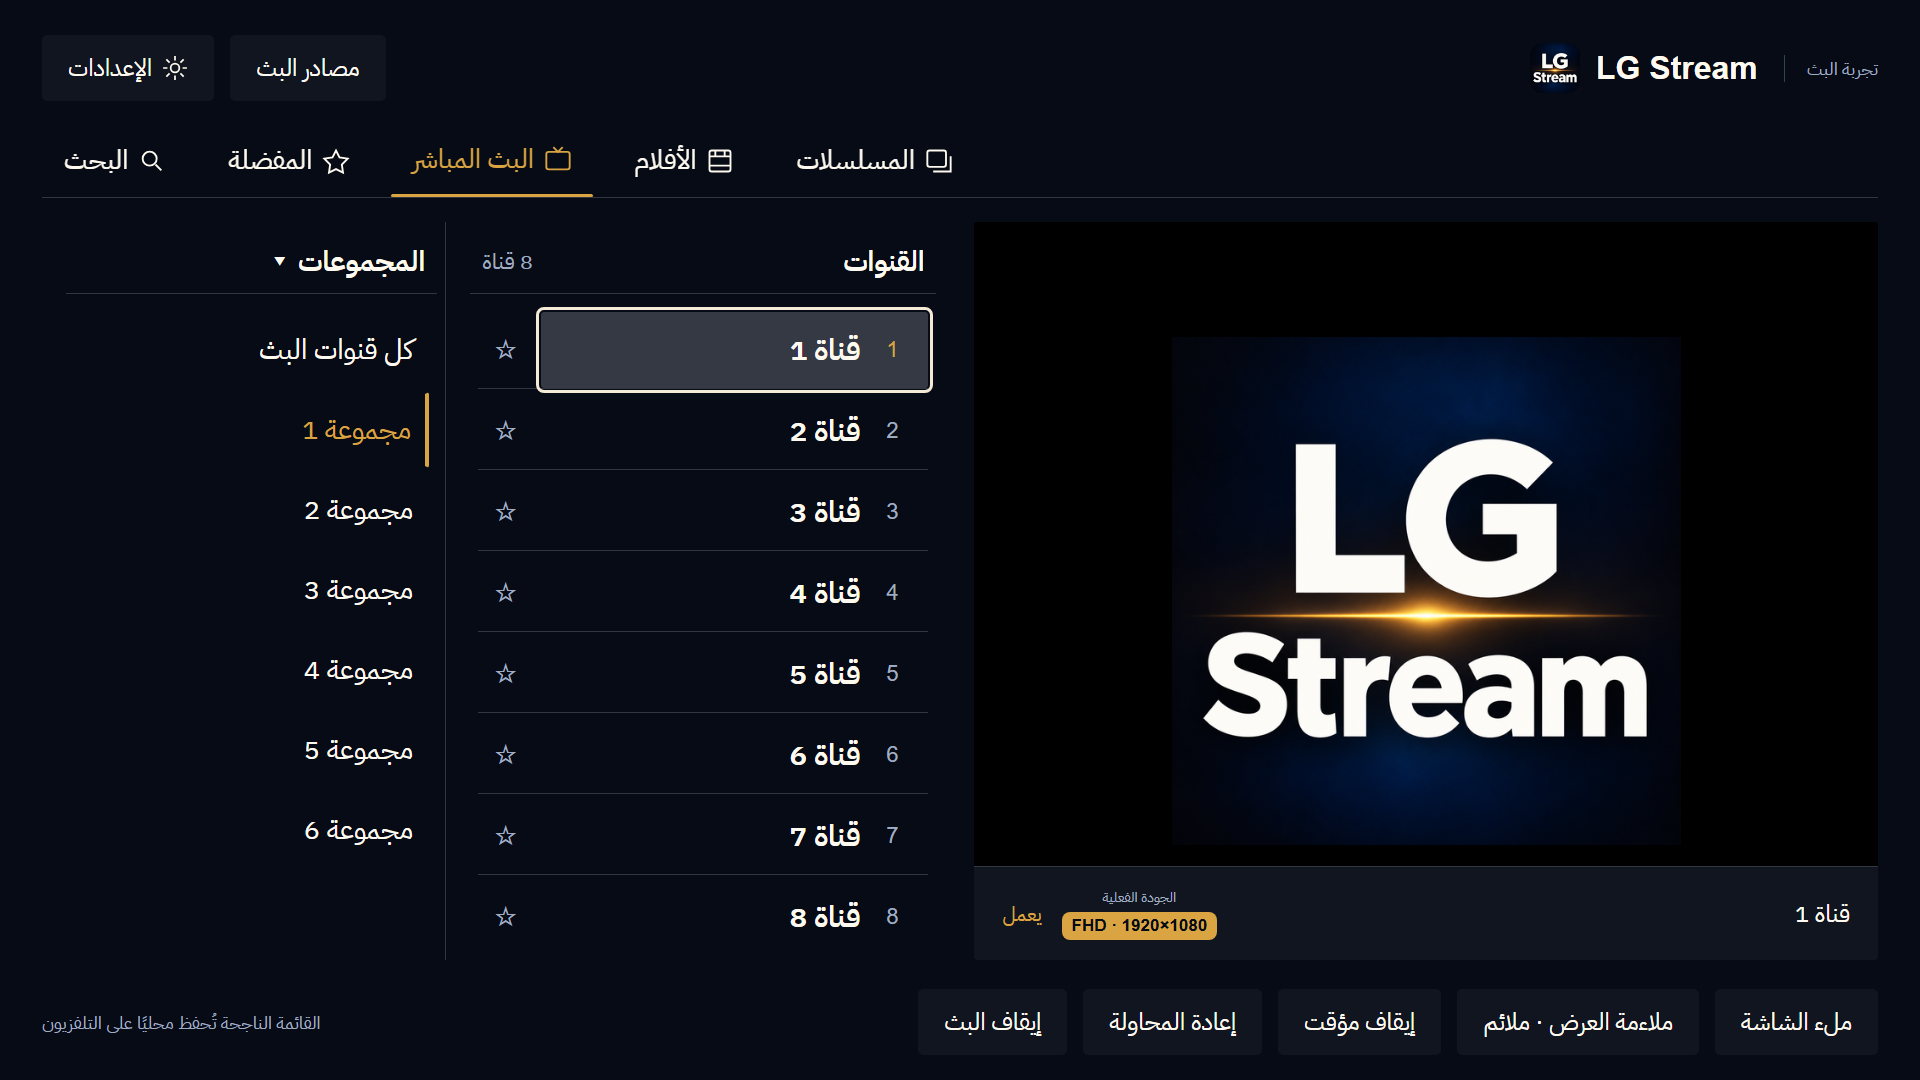 تجربة البث
LG Stream
LG
Stream
مصادر البث
الإعدادات
المسلسلات
الأفلام
البث المباشر
المفضلة
البحث
LG
Stream
قناة 1
الجودة الفعلية
FHD · 1920×1080
يعمل
القنوات
8 قناة
1 قناة 1
2 قناة 2
3 قناة 3
4 قناة 4
5 قناة 5
6 قناة 6
7 قناة 7
8 قناة 8
المجموعات
كل قنوات البث
مجموعة 1
مجموعة 2
مجموعة 3
مجموعة 4
مجموعة 5
مجموعة 6
ملء الشاشة
ملاءمة العرض · ملائم
إيقاف مؤقت
إعادة المحاولة
إيقاف البث
القائمة الناجحة تُحفظ محليًا على التلفزيون